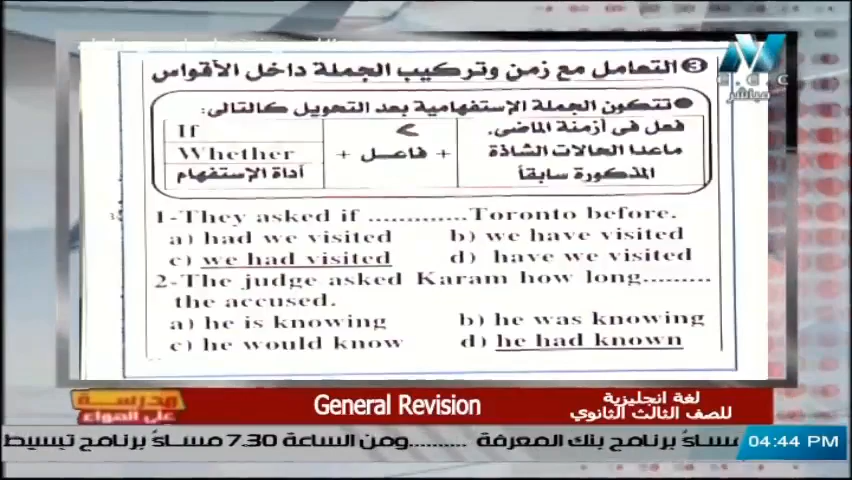 ③ التعامل مع زمن وتركيب الجملة داخل الأقواس
● تتكون الجملة الإستفهامية بعد التحويل كالتالى:
If
Whether
أداة الإستفهام
+ فاعل +
فعل فى أزمنة الماضى.
ماعدا الحالات الشاذة
المذكورة سابقاً
1-They asked if .............Toronto before.
a) had we visited b) we have visited
c) we had visited d) have we visited
2-The judge asked Karam how long.........
the accused.
a) he is knowing b) he was knowing
c) he would know d) he had known
مباشر
مدرسة
على الهواء
General Revision
لغة انجليزية
للصف الثالث الثانوي
مساءً برنامج بنك المعرفة .........ومن الساعة 7.30 مساءً برنامج تبسيط
04:44 PM